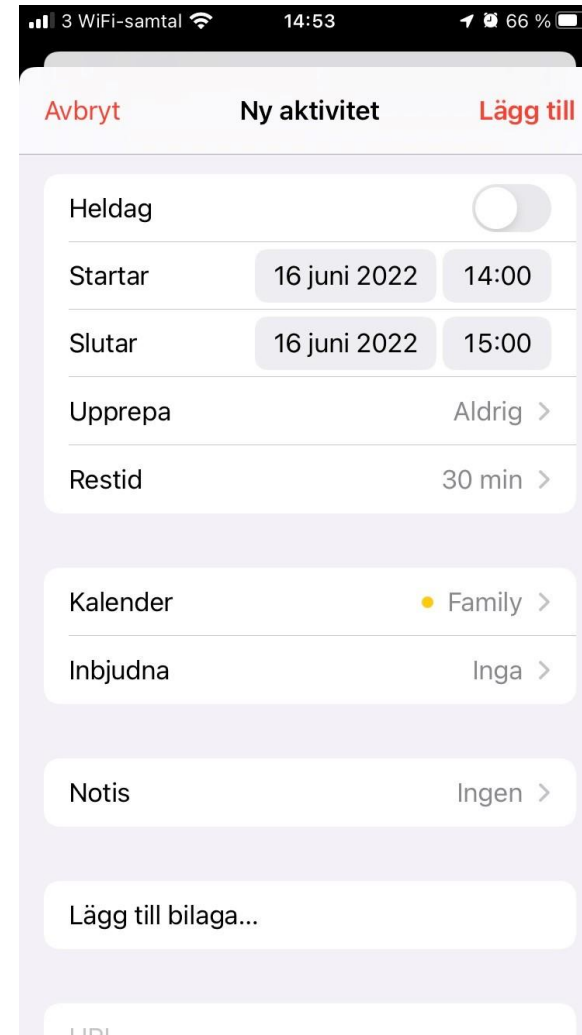 3 WiFi-samtal 14:53 66 %
Avbryt Ny aktivitet Lägg till
Heldag
Startar 16 juni 2022 14:00
Slutar 16 juni 2022 15:00
Upprepa Aldrig
Restid 30 min
Kalender Family
Inbjudna Inga
Notis Ingen
Lägg till bilaga...
URL